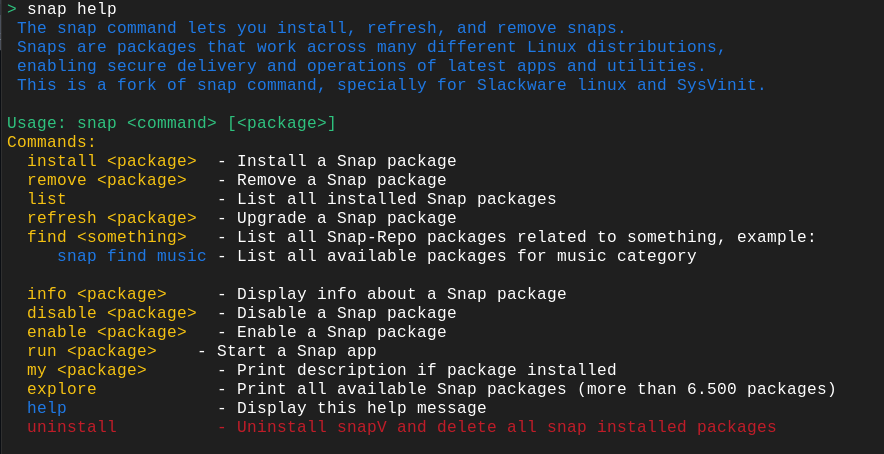 > snap help
The snap command lets you install, refresh, and remove snaps.
Snaps are packages that work across many different Linux distributions,
enabling secure delivery and operations of latest apps and utilities.
This is a fork of snap command, specially for Slackware linux and SysVinit.
Usage: snap <command> [<package>]
Commands:
install <package>  - Install a Snap package
remove <package>   - Remove a Snap package
list               - List all installed Snap packages
refresh <package>  - Upgrade a Snap package
find <something>   - List all Snap-Repo packages related to something, example:
snap find music - List all available packages for music category
info <package>     - Display info about a Snap package
disable <package>  - Disable a Snap package
enable <package>   - Enable a Snap package
run <package>    - Start a Snap app
my <package>       - Print description if package installed
explore            - Print all available Snap packages (more than 6.500 packages)
help               - Display this help message
uninstall          - Uninstall snapV and delete all snap installed packages